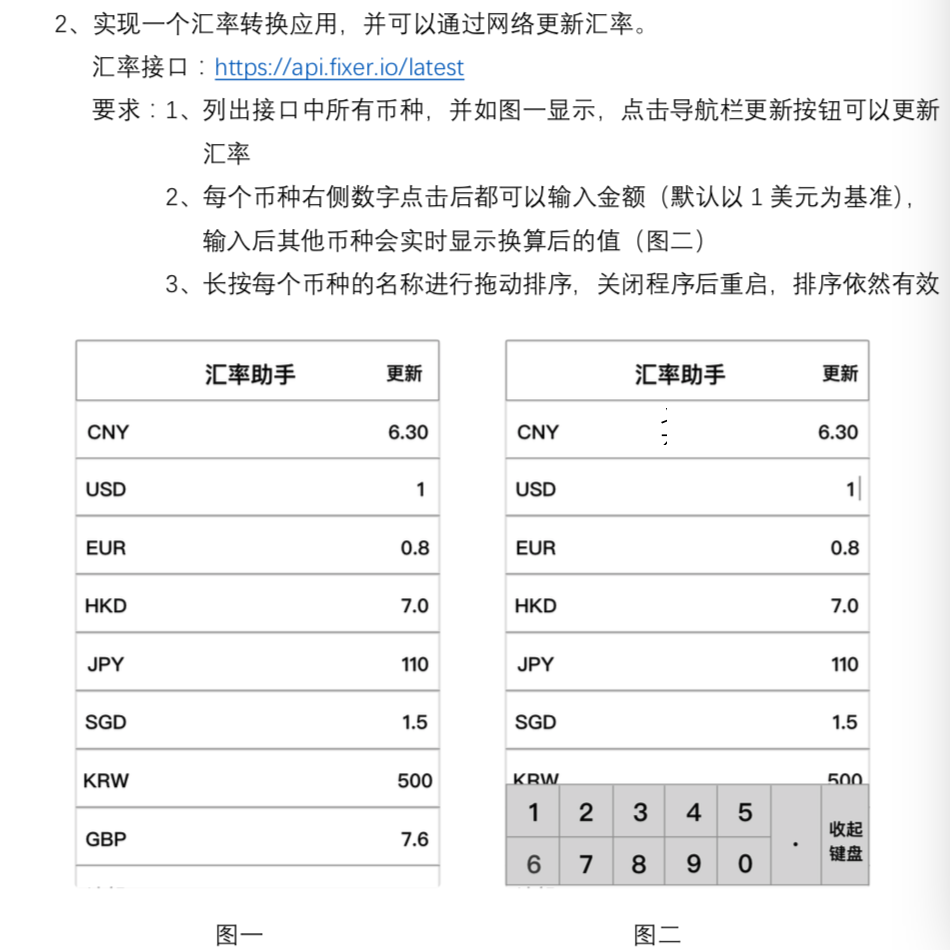 2、实现一个汇率转换应用，并可以通过网络更新汇率。
汇率接口：https://api.fixer.io/latest
要求：1、列出接口中所有币种，并如图一显示，点击导航栏更新按钮可以更新
汇率
2、每个币种右侧数字点击后都可以输入金额（默认以 1 美元为基准），
输入后其他币种会实时显示换算后的值（图二）
3、长按每个币种的名称进行拖动排序，关闭程序后重启，排序依然有效
汇率助手 更新
CNY 6.30
USD 1
EUR 0.8
HKD 7.0
JPY 110
SGD 1.5
KRW 500
GBP 7.6
图一
汇率助手 更新
CNY 6.30
USD 1
EUR 0.8
HKD 7.0
JPY 110
SGD 1.5
KRW 500
1 2 3 4 5
6 7 8 9 0
.
收起
键盘
图二